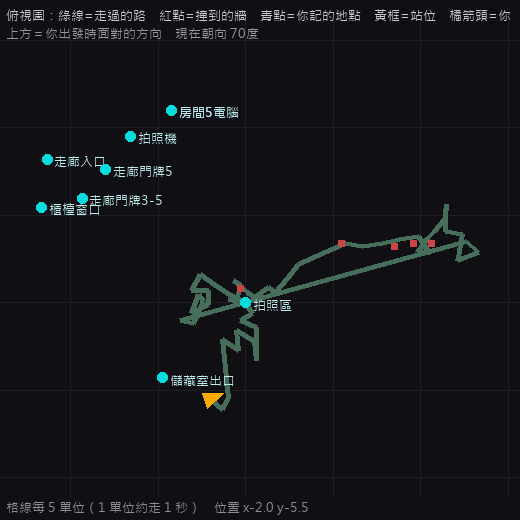 俯視圖：綠線=走過的路　紅點=撞到的牆　青點=你記的地點　黃框=站位　橘箭頭=你
上方=你出發時面對的方向　現在朝向 70度
房間5電腦
拍照機
走廊入口
走廊門牌5
走廊門牌3-5
櫃檯窗口
拍照區
儲藏室出口
格線每 5 單位（1 單位約走 1 秒）　位置 x-2.0 y-5.5